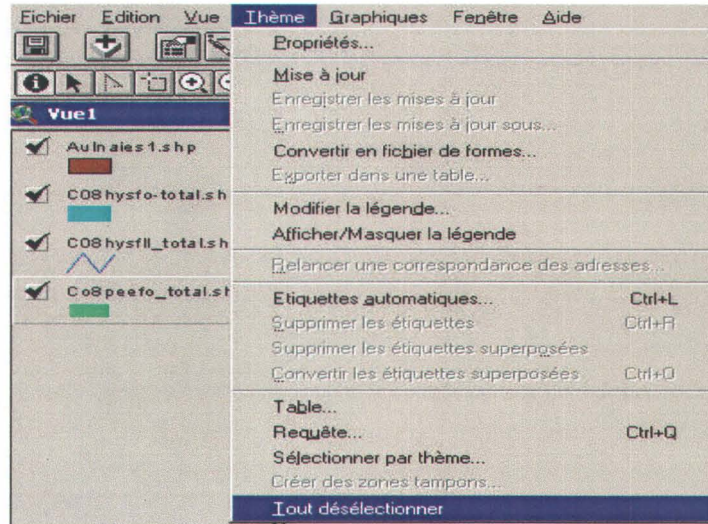 Fichier Edition Vue Thème Graphiques Fenêtre Aide
Vue1
Aulnaies1.shp
C08hysfo-total.sh
C08hysfll_total.sh
Co8peefo_total.sh
Propriétés...
Mise à jour
Enregistrer les mises à jour
Enregistrer les mises à jour sous...
Convertir en fichier de formes...
Exporter dans une table...
Modifier la légende...
Afficher/Masquer la légende
Relancer une correspondance des adresses...
Etiquettes automatiques... Ctrl+L
Supprimer les étiquettes Ctrl+R
Supprimer les étiquettes superposées
Convertir les étiquettes superposées Ctrl+O
Table...
Requête... Ctrl+Q
Sélectionner par thème...
Créer des zones tampons...
Tout désélectionner